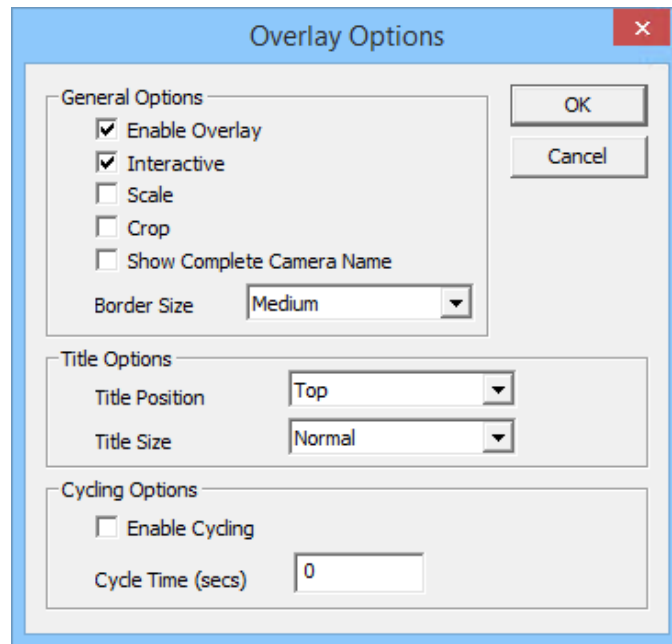 Overlay Options
General Options
OK
Enable Overlay
Cancel
Interactive
Scale
Crop
Show Complete Camera Name
Border Size Medium
Title Options
Title Position Top
Title Size Normal
Cycling Options
Enable Cycling
Cycle Time (secs) 0